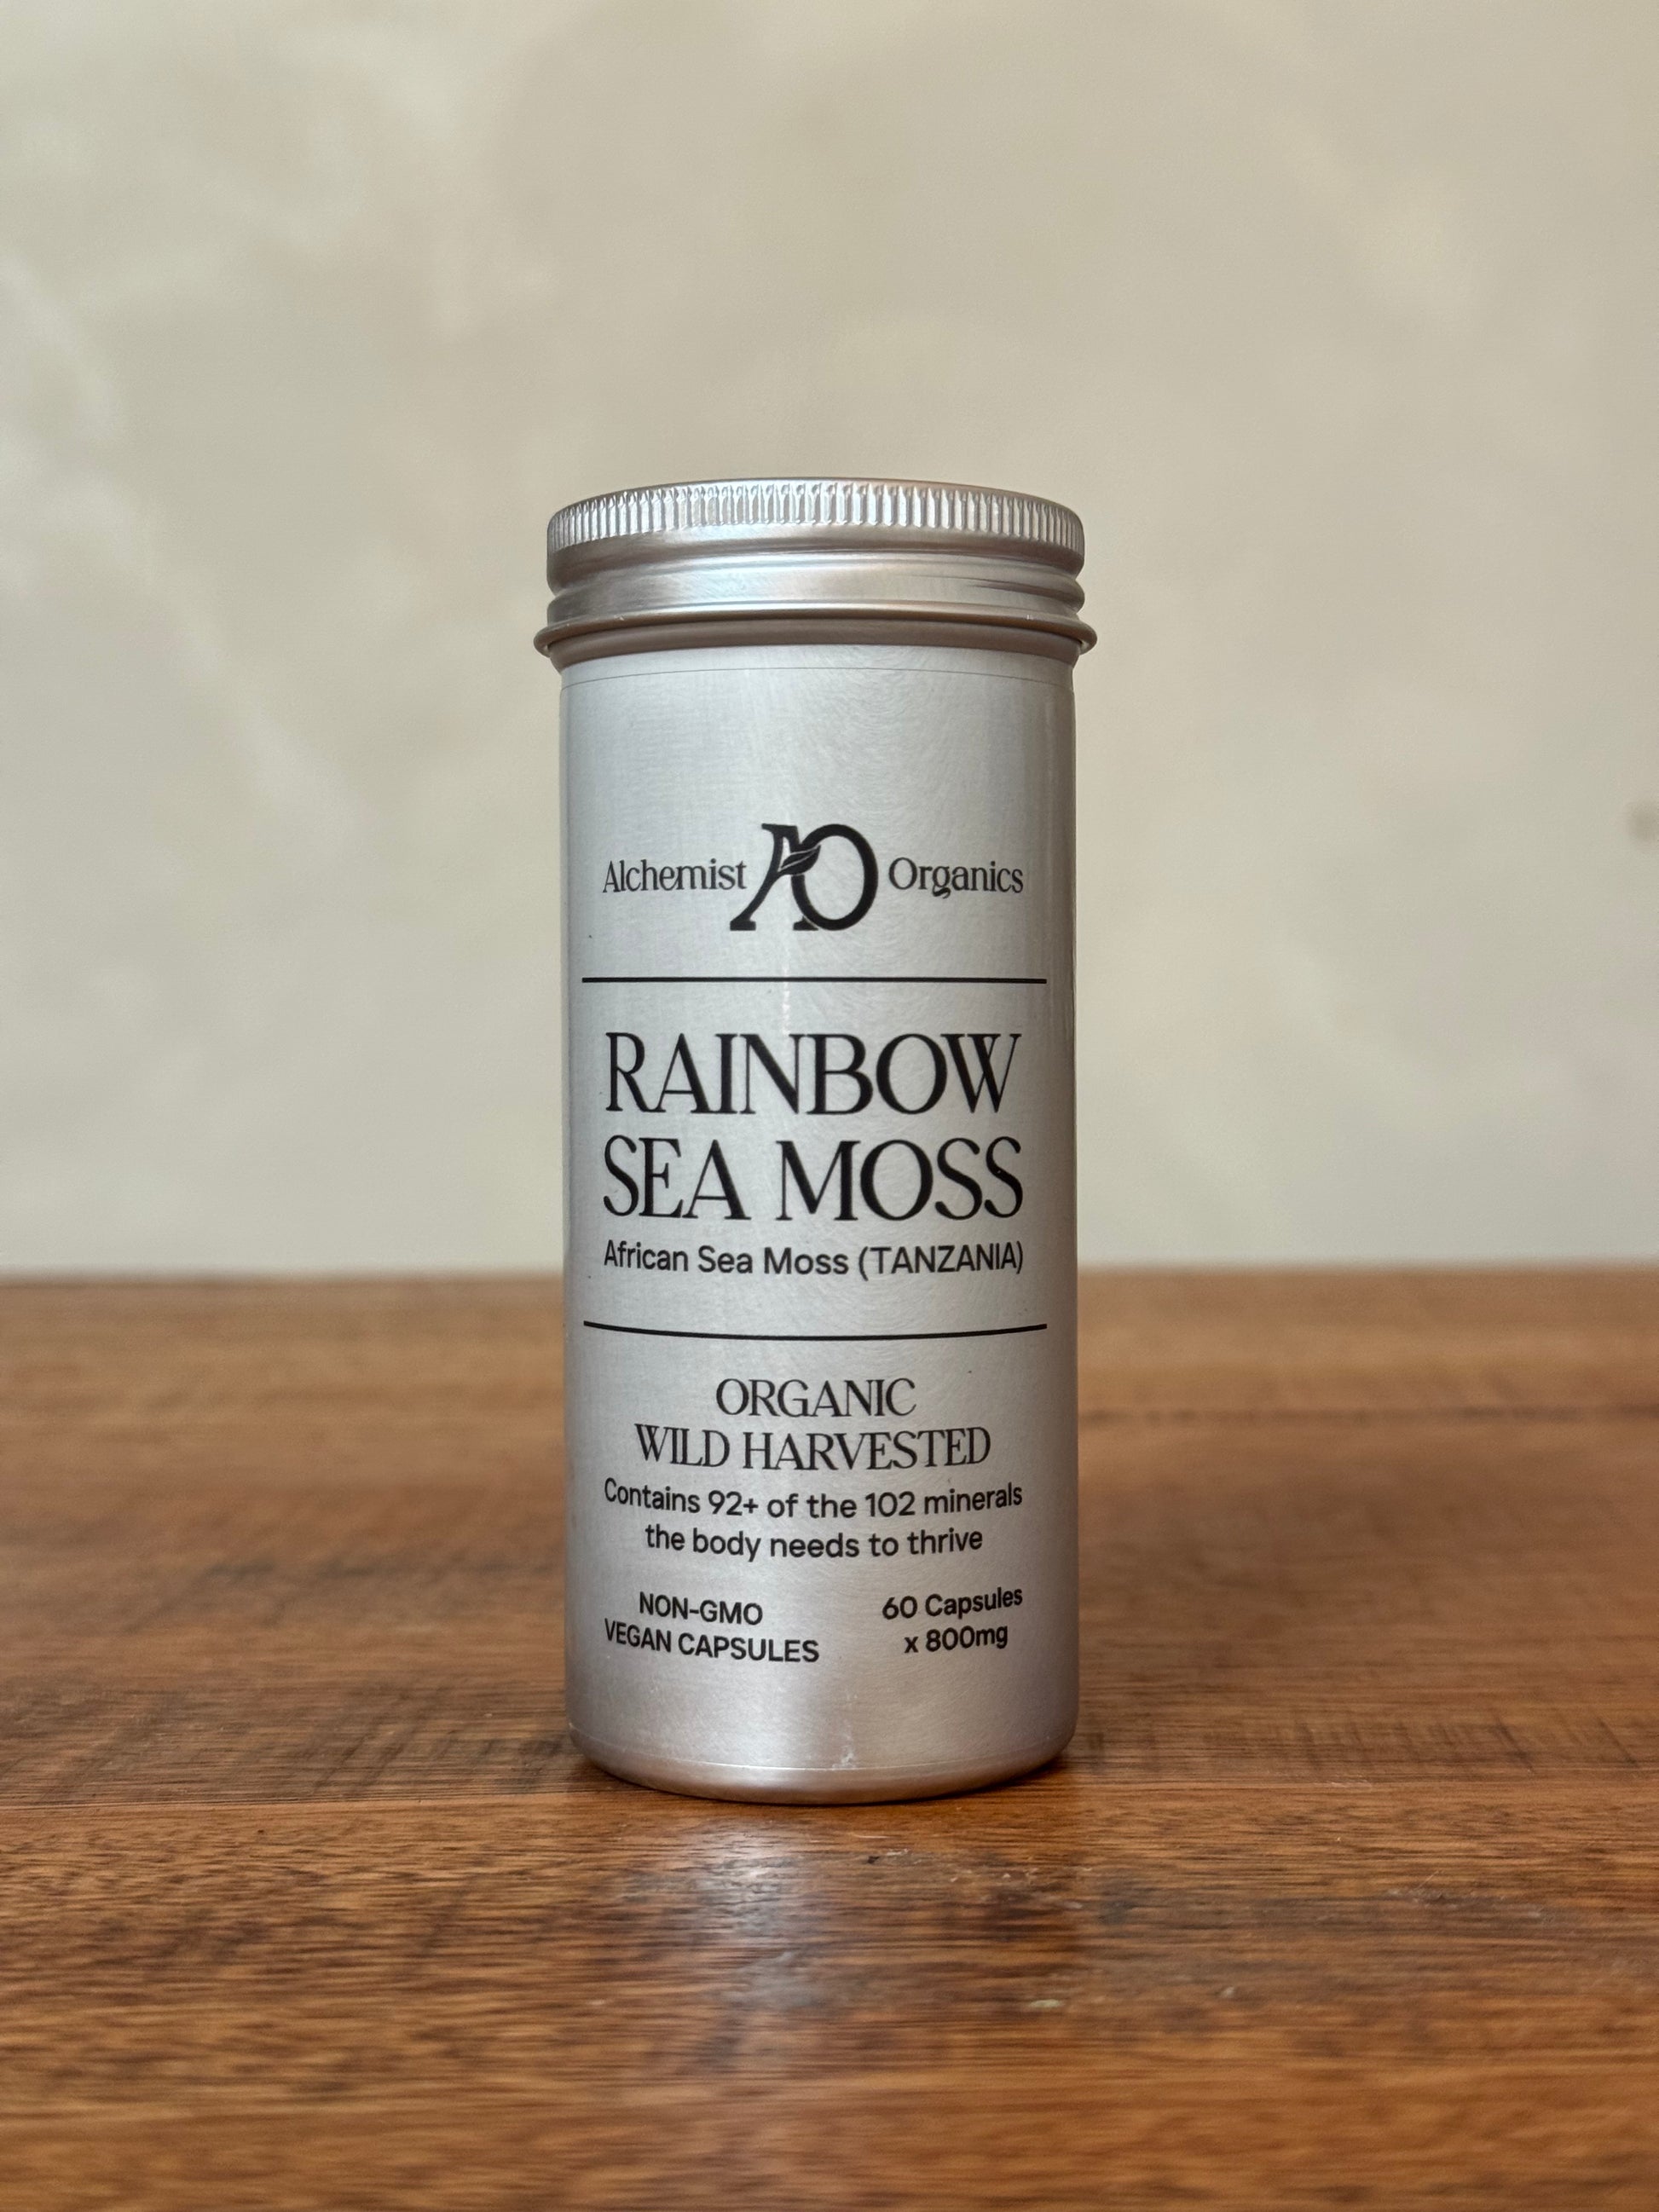 Alchemist AO Organics
RAINBOW
SEA MOSS
African Sea Moss (TANZANIA)
ORGANIC
WILD HARVESTED
Contains 92+ of the 102 minerals
the body needs to thrive
NON-GMO
VEGAN CAPSULES
60 Capsules
x 800mg